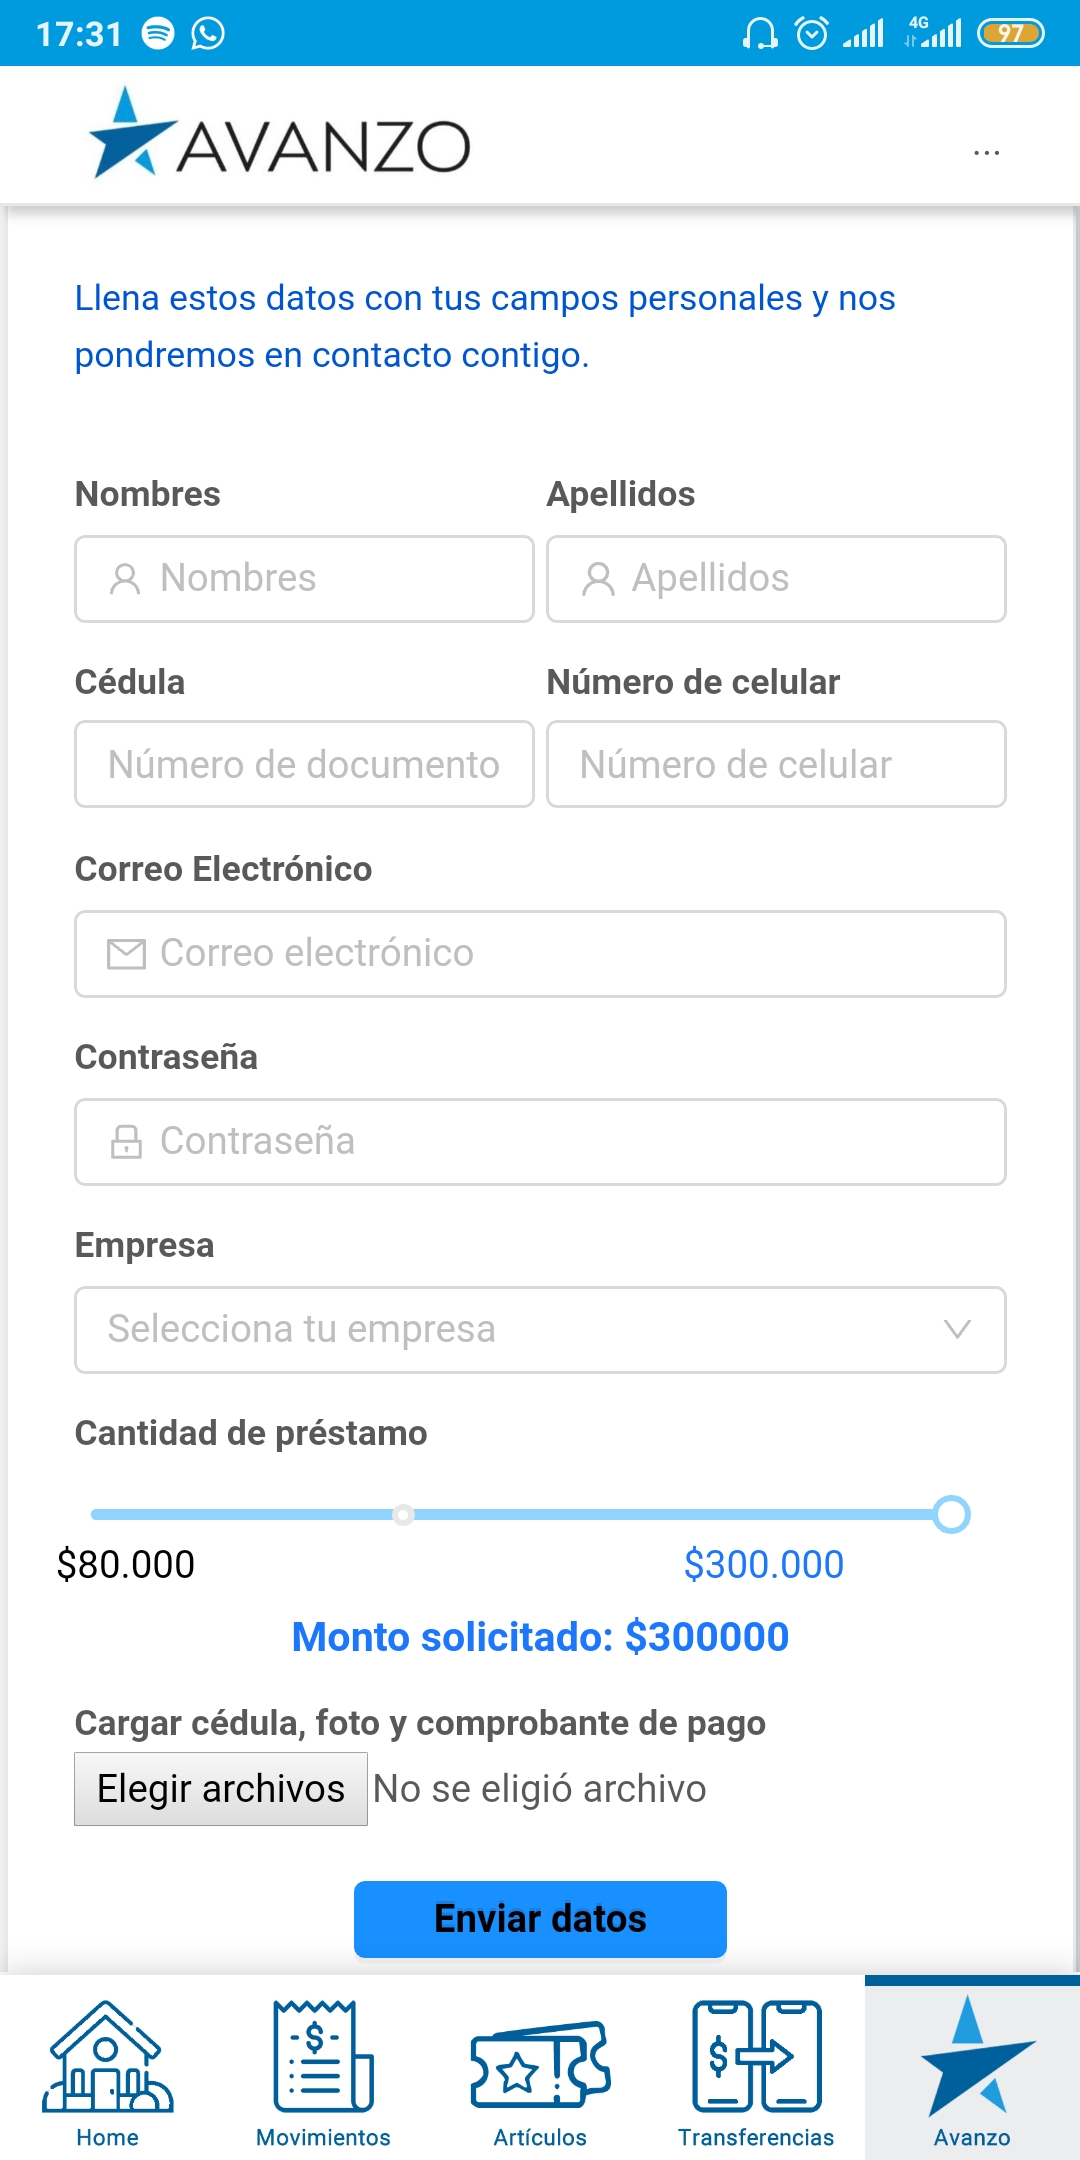 17:31
4G
97
AVANZO
...
Llena estos datos con tus campos personales y nos
pondremos en contacto contigo.
Nombres
Apellidos
Nombres
Apellidos
Cédula
Número de celular
Número de documento
Número de celular
Correo Electrónico
Correo electrónico
Contraseña
Contraseña
Empresa
Selecciona tu empresa
Cantidad de préstamo
$80.000
$300.000
Monto solicitado: $300000
Cargar cédula, foto y comprobante de pago
Elegir archivos No se eligió archivo
Enviar datos
Home
Movimientos
Artículos
Transferencias
Avanzo